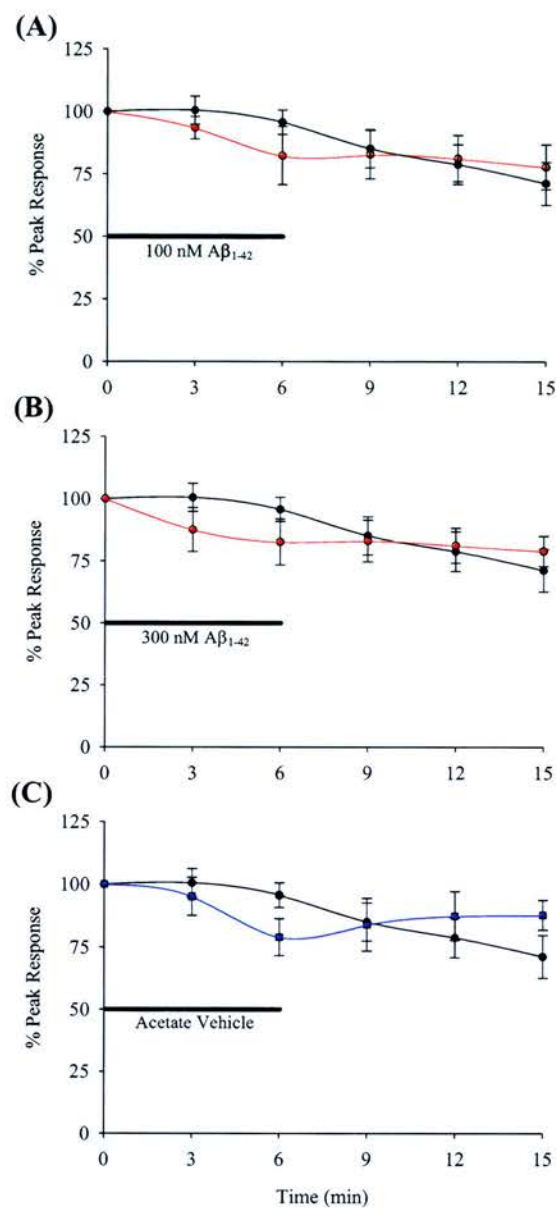 (A)
125
100
75
50
25
0
% Peak Response
100 nM Aβ1-42
0 3 6 9 12 15
(B)
125
100
75
50
25
0
% Peak Response
300 nM Aβ1-42
0 3 6 9 12 15
(C)
125
100
75
50
25
0
% Peak Response
Acetate Vehicle
0 3 6 9 12 15
Time (min)